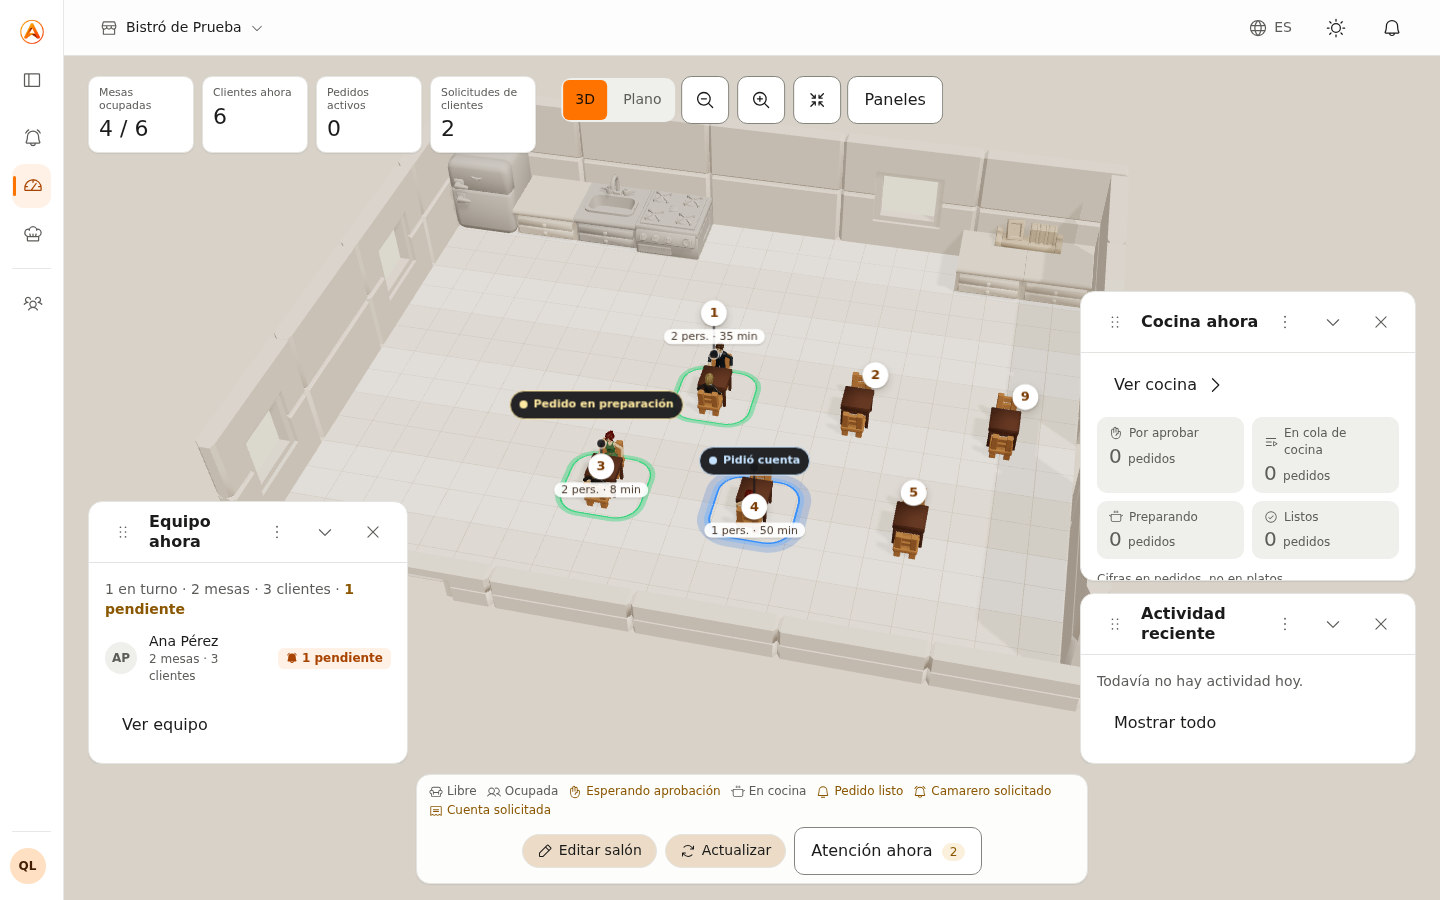 Bistró de Prueba
ES
Mesas
ocupadas
4 / 6
Clientes ahora
6
Pedidos
activos
0
Solicitudes de
clientes
2
3D
Plano
Paneles
1
2 pers. · 35 min
2
9
Pedido en preparación
3
2 pers. · 8 min
Pidió cuenta
4
1 pers. · 50 min
5
Cocina ahora
Ver cocina
Por aprobar
0 pedidos
En cola de
cocina
0 pedidos
Preparando
0 pedidos
Listos
0 pedidos
Cifras en pedidos, no en platos
Equipo
ahora
1 en turno · 2 mesas · 3 clientes · 1
pendiente
AP
Ana Pérez
2 mesas · 3
clientes
1 pendiente
Ver equipo
Actividad
reciente
Todavía no hay actividad hoy.
Mostrar todo
Libre
Ocupada
Esperando aprobación
En cocina
Pedido listo
Camarero solicitado
Cuenta solicitada
Editar salón
Actualizar
Atención ahora 2
QL